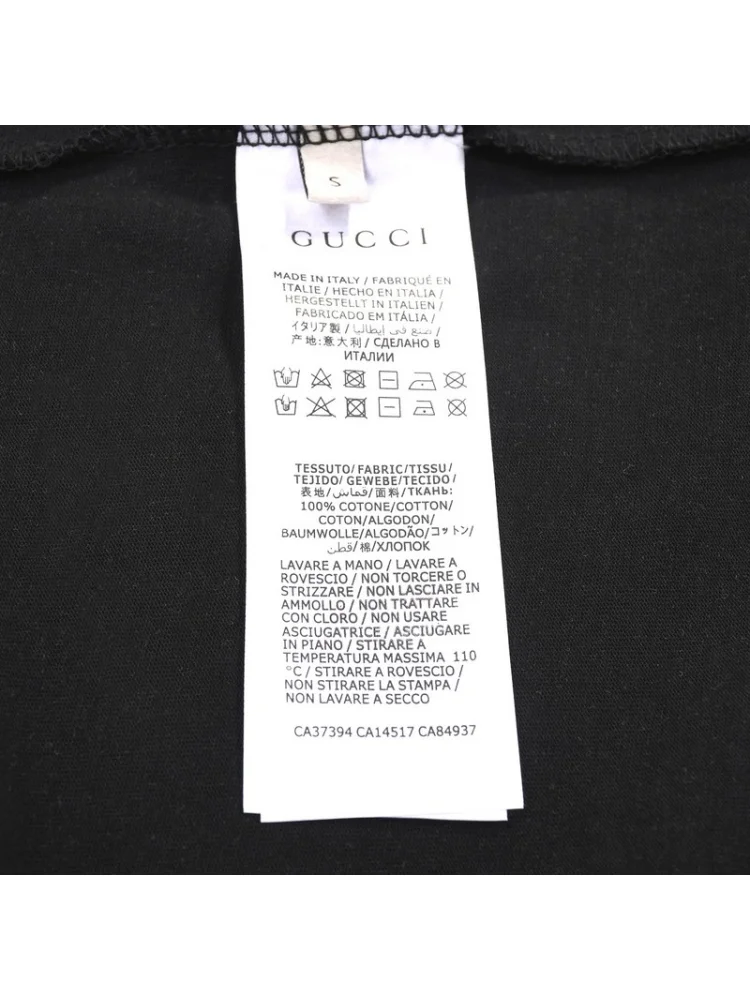 S
GUCCI
MADE IN ITALY / FABRIQUÉ EN
ITALIE / HECHO EN ITALIA /
HERGESTELLT IN ITALIEN /
FABRICADO EM ITÁLIA /
イタリア製 / صنع في إيطاليا /
产地:意大利 / СДЕЛАНО В
ИТАЛИИ
TESSUTO/FABRIC/TISSU/
TEJIDO/ GEWEBE/TECIDO/
表地/قماش/面料/ТКАНЬ:
100% COTONE/COTTON/
COTON/ALGODON/
BAUMWOLLE/ALGODÃO/コットン/
قطن/棉/ХЛОПОК
LAVARE A MANO / LAVARE A
ROVESCIO / NON TORCERE O
STRIZZARE / NON LASCIARE IN
AMMOLLO / NON TRATTARE
CON CLORO / NON USARE
ASCIUGATRICE / ASCIUGARE
IN PIANO / STIRARE A
TEMPERATURA MASSIMA 110
°C / STIRARE A ROVESCIO /
NON STIRARE LA STAMPA /
NON LAVARE A SECCO
CA37394 CA14517 CA84937